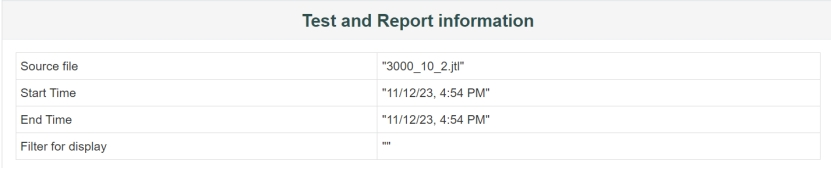 Test and Report information
Source file "3000_10_2.jtl"
Start Time "11/12/23, 4:54 PM"
End Time "11/12/23, 4:54 PM"
Filter for display ""